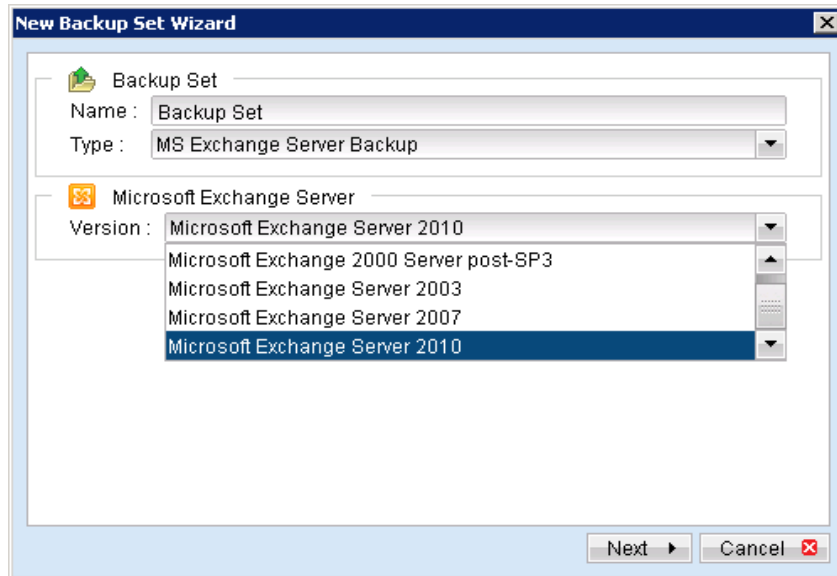 New Backup Set Wizard
Backup Set
Name : Backup Set
Type : MS Exchange Server Backup
Microsoft Exchange Server
Version : Microsoft Exchange Server 2010
Microsoft Exchange 2000 Server post-SP3
Microsoft Exchange Server 2003
Microsoft Exchange Server 2007
Microsoft Exchange Server 2010
Next Cancel